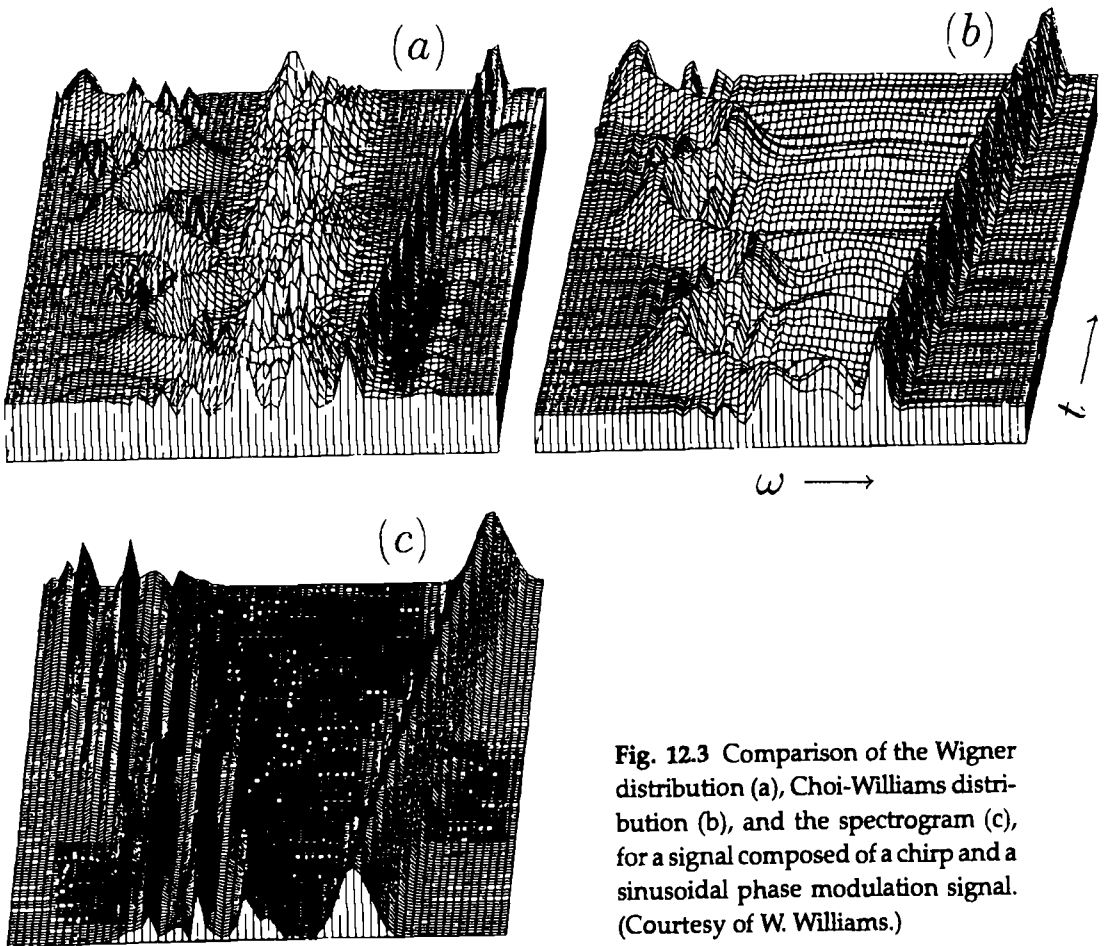 (a)
(b)
t →
ω →
(c)
Fig. 12.3 Comparison of the Wigner
distribution (a), Choi-Williams distri-
bution (b), and the spectrogram (c),
for a signal composed of a chirp and a
sinusoidal phase modulation signal.
(Courtesy of W. Williams.)